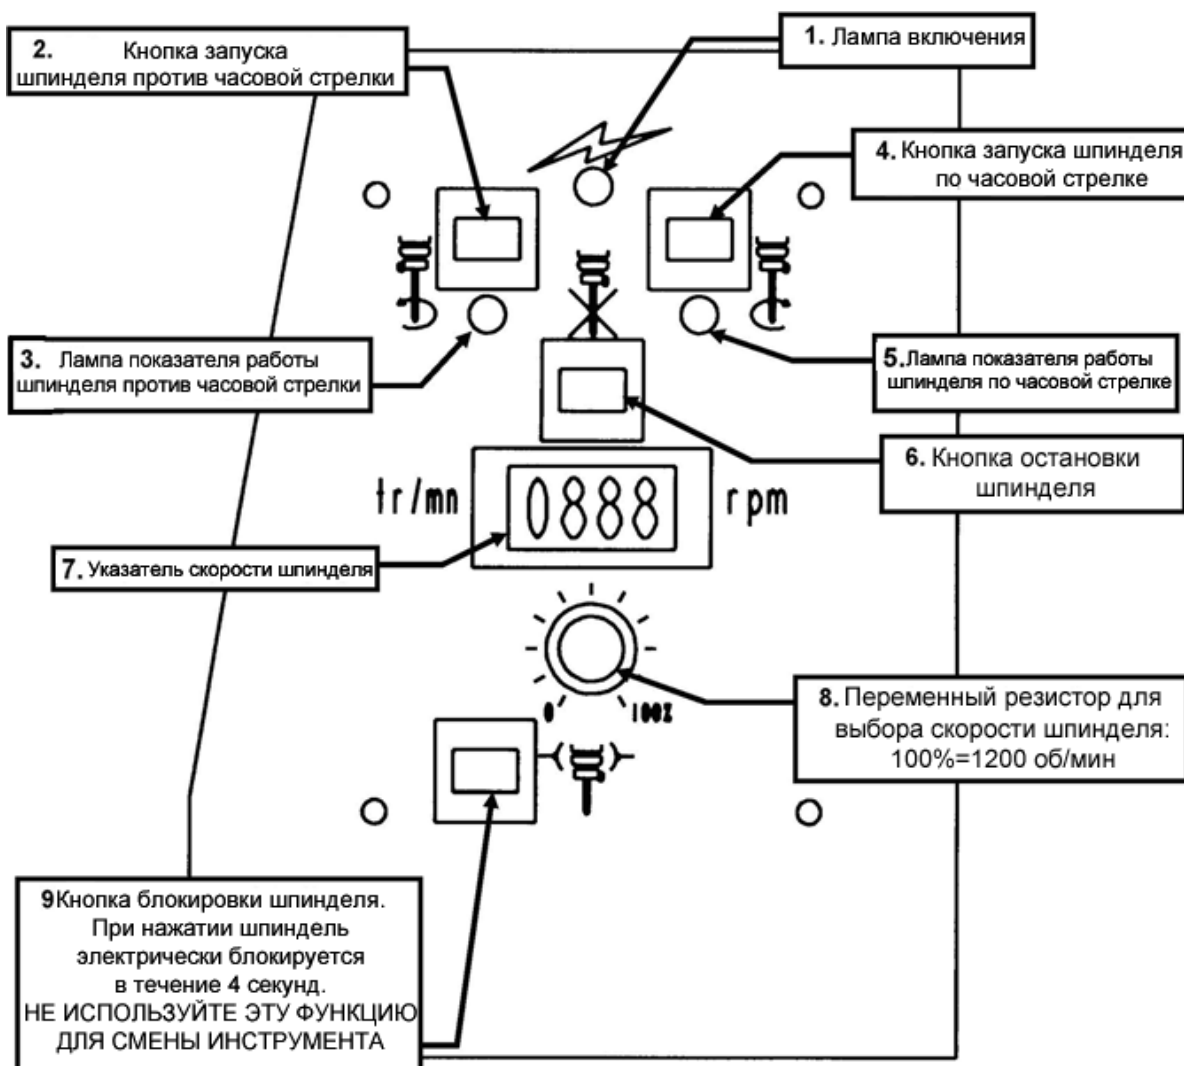 2. Кнопка запуска
шпинделя против часовой стрелки
1. Лампа включения
4. Кнопка запуска шпинделя
по часовой стрелке
3. Лампа показателя работы
шпинделя против часовой стрелки
5. Лампа показателя работы
шпинделя по часовой стрелке
6. Кнопка остановки
шпинделя
tr/mn 0888 rpm
7. Указатель скорости шпинделя
0 100%
8. Переменный резистор для
выбора скорости шпинделя:
100%=1200 об/мин
9 Кнопка блокировки шпинделя.
При нажатии шпиндель
электрически блокируется
в течение 4 секунд.
НЕ ИСПОЛЬЗУЙТЕ ЭТУ ФУНКЦИЮ
ДЛЯ СМЕНЫ ИНСТРУМЕНТА